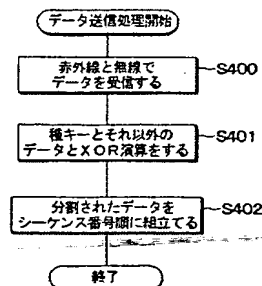 データ送信処理開始
赤外線と無線で
データを受信する
S400
種キーとそれ以外の
データとXOR演算をする
S401
分割されたデータを
シーケンス番号順に組立てる
S402
終了